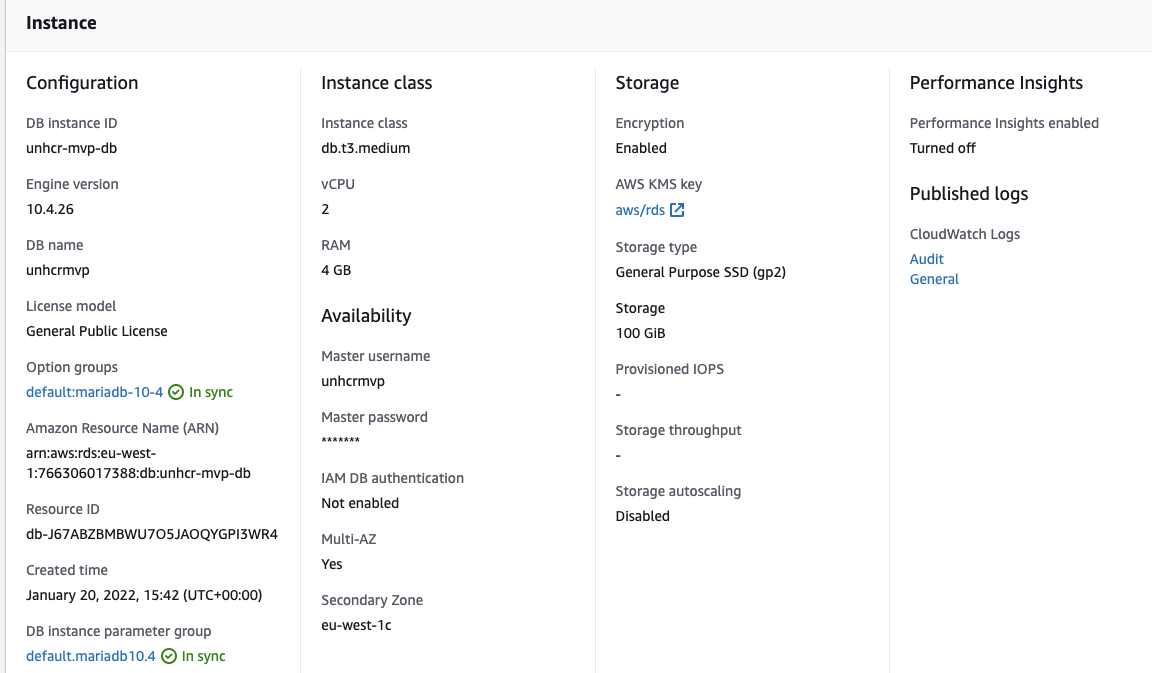 Instance
Configuration
DB instance ID
unhcr-mvp-db
Engine version
10.4.26
DB name
unhcrmvp
License model
General Public License
Option groups
default:mariadb-10-4 In sync
Amazon Resource Name (ARN)
arn:aws:rds:eu-west-
1:766306017388:db:unhcr-mvp-db
Resource ID
db-J67ABZBMBWU7O5JAOQYGPI3WR4
Created time
January 20, 2022, 15:42 (UTC+00:00)
DB instance parameter group
default.mariadb10.4 In sync
Instance class
Instance class
db.t3.medium
vCPU
2
RAM
4 GB
Availability
Master username
unhcrmvp
Master password
*******
IAM DB authentication
Not enabled
Multi-AZ
Yes
Secondary Zone
eu-west-1c
Storage
Encryption
Enabled
AWS KMS key
aws/rds
Storage type
General Purpose SSD (gp2)
Storage
100 GiB
Provisioned IOPS
-
Storage throughput
-
Storage autoscaling
Disabled
Performance Insights
Performance Insights enabled
Turned off
Published logs
CloudWatch Logs
Audit
General